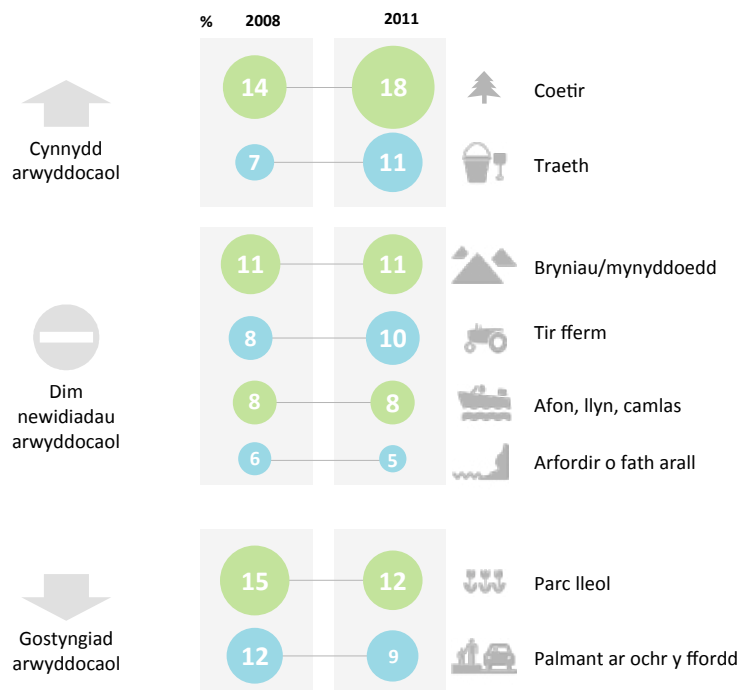 % 2008 2011
14 18 Coetir
Cynnydd
arwyddocaol
7 11 Traeth
11 11 Bryniau/mynyddoedd
8 10 Tir fferm
Dim
newidiadau
arwyddocaol
8 8 Afon, llyn, camlas
6 5 Arfordir o fath arall
15 12 Parc lleol
Gostyngiad
arwyddocaol
12 9 Palmant ar ochr y ffordd